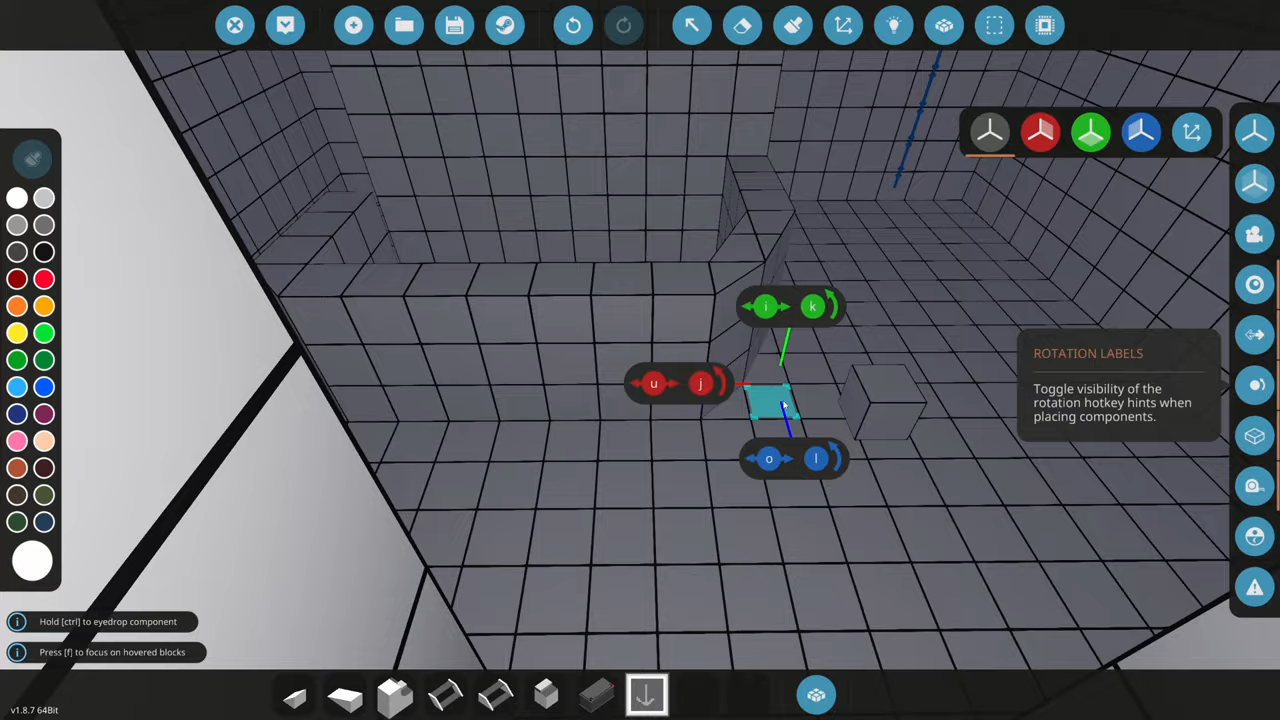 i k
ROTATION LABELS
u j
Toggle visibility of the
rotation hotkey hints when
placing components.
o l
Hold [ctrl] to eyedrop component
Press [f] to focus on hovered blocks
v1.8.7 64Bit